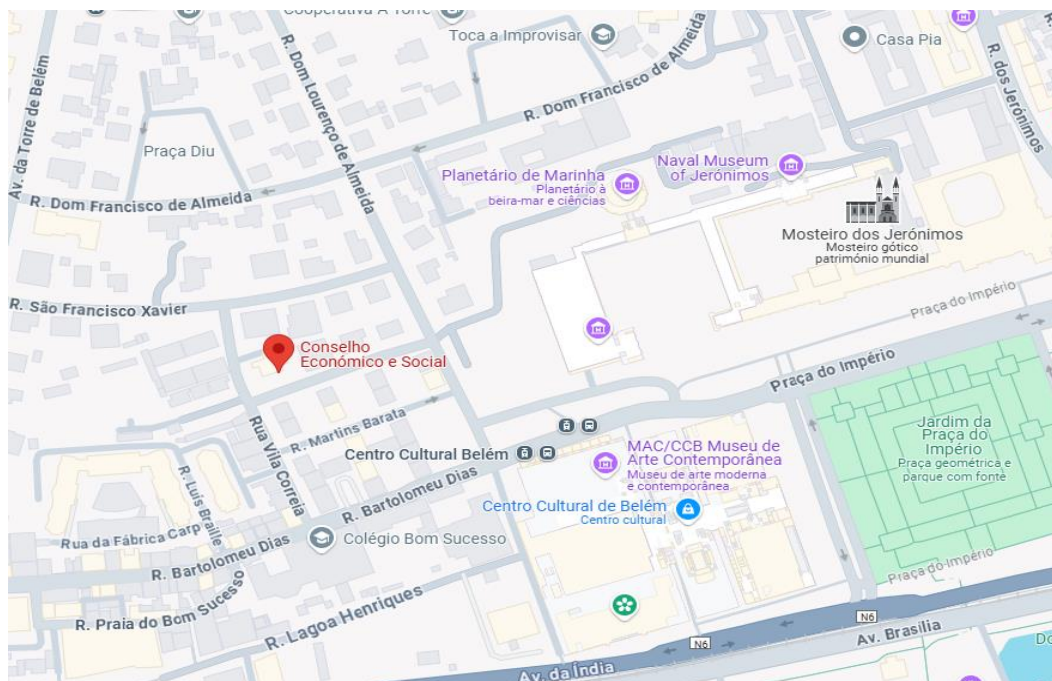 Cooperativa A Torre
Toca a Improvisar
Casa Pia
R. dos Jerónimos
Av. da Torre de Belém
R. Dom Lourenço de Almeida
R. Dom Francisco de Almeida
Praça Diu
Planetário de Marinha
Planetário à
beira-mar e ciências
Naval Museum
of Jerónimos
R. Dom Francisco de Almeida
Mosteiro dos Jerónimos
Mosteiro gótico
património mundial
R. São Francisco Xavier
Praça do Império
Conselho
Económico e Social
Praça do Império
R. Martins Barata
Rua Vila Correia
Centro Cultural Belém
MAC/CCB Museu de
Arte Contemporânea
Museu de arte moderna
e contemporânea
Jardim da
Praça do
Império
Praça geométrica e
parque com fonte
R. Luís Braille
R. Bartolomeu Dias
Centro Cultural de Belém
Centro cultural
Rua da Fábrica Carp
Colégio Bom Sucesso
R. Bartolomeu Dias
Praça do Império
R. Praia do Bom Sucesso
R. Lagoa Henriques
N6
N6
Av. Brasília
Av. da Índia
Do